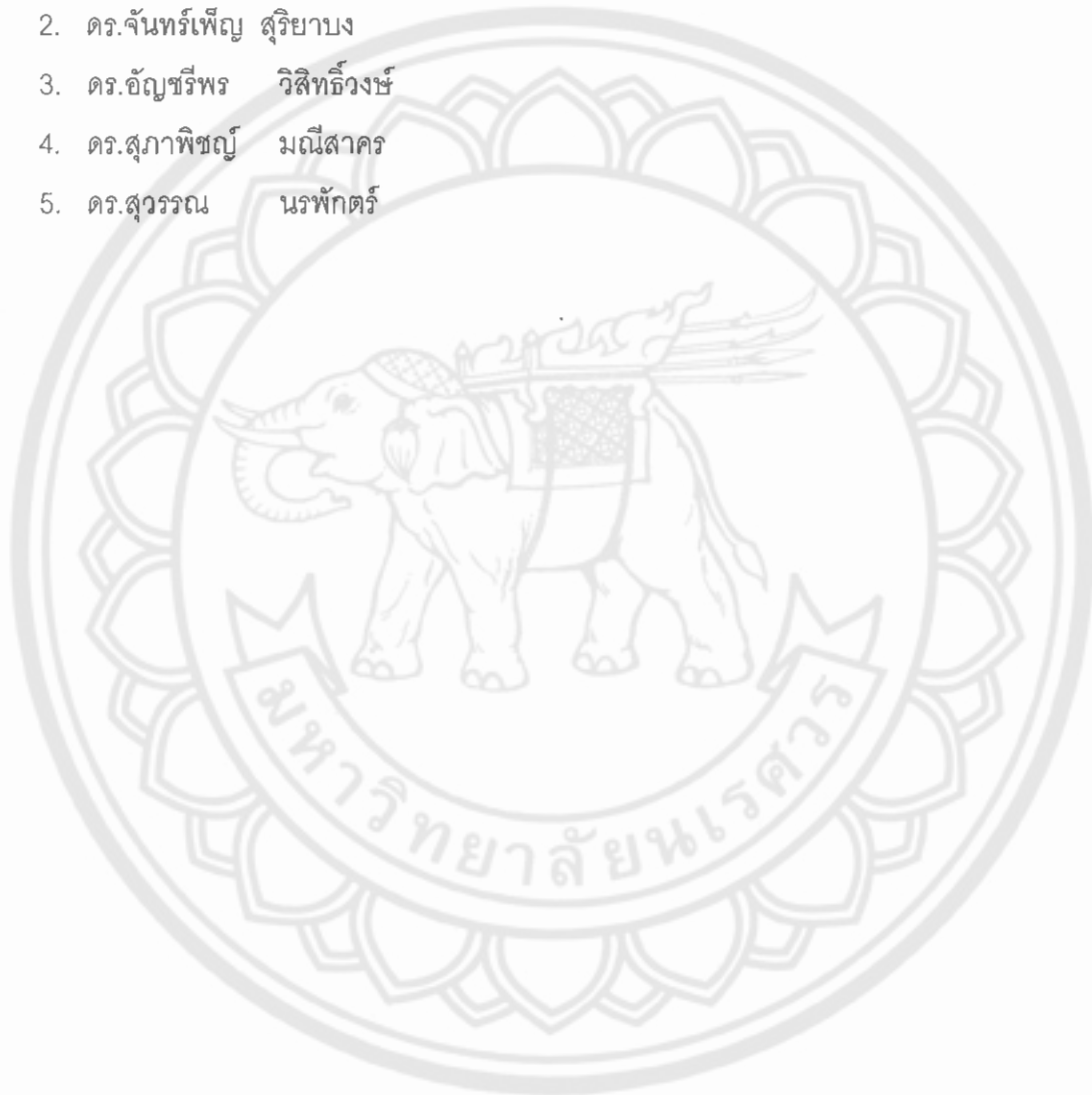 2. ดร.จันทร์เพ็ญ สุริยาบง
3. ดร.อัญชรีพร วิสิทธิ์วงษ์
4. ดร.สุภาพิชญ์ มณีสาคร
5. ดร.สุวรรณ นรพักตร์
มหาวิทยาลัยนเรศวร